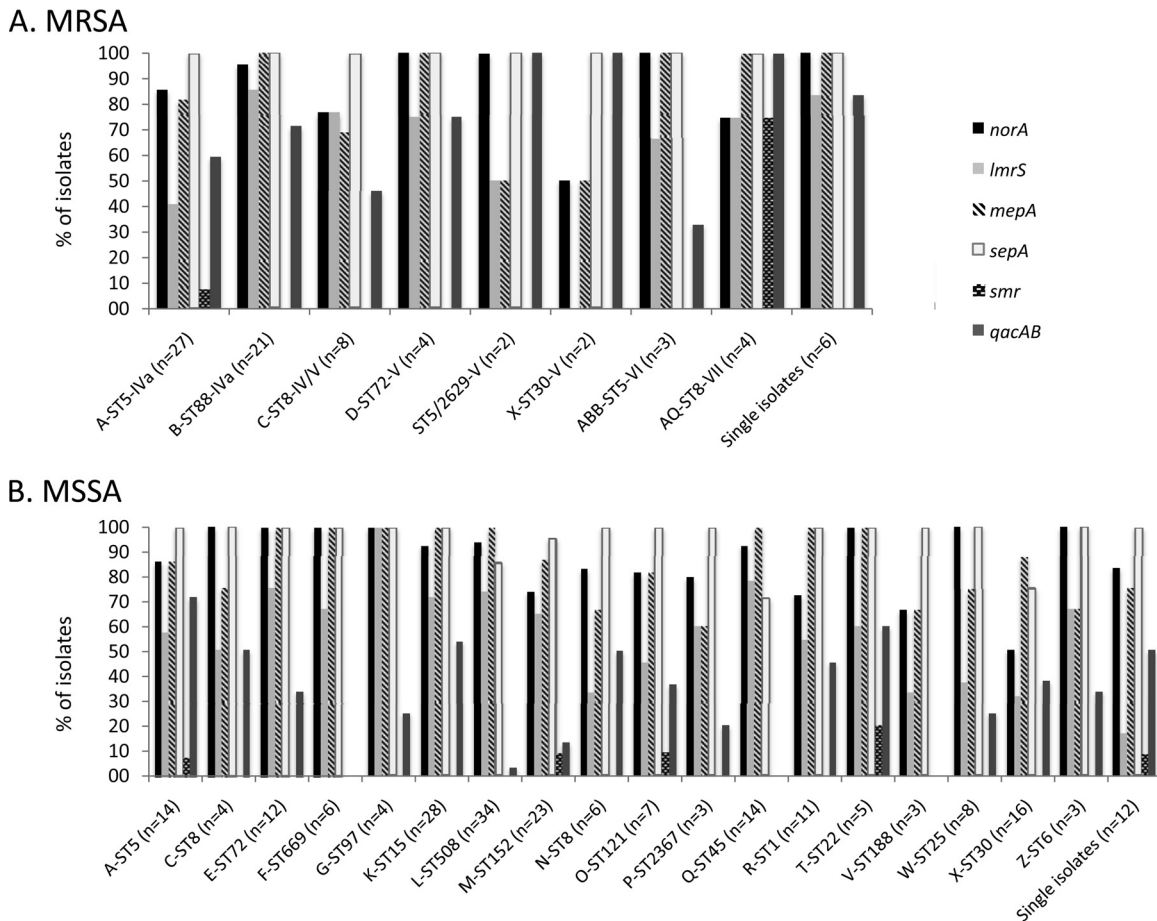 A. MRSA
% of isolates
100
90
80
70
60
50
40
30
20
10
00
A-ST5-IVa (n=27)
B-ST88-IVa (n=21)
C-ST8-IV/V (n=8)
D-ST72-V (n=4)
ST5/2629-V (n=2)
X-ST30-V (n=2)
ABB-ST5-VI (n=3)
AQ-ST8-VII (n=4)
Single isolates (n=6)
norA
lmrS
mepA
sepA
smr
qacAB
B. MSSA
% of isolates
100
90
80
70
60
50
40
30
20
10
00
A-ST5 (n=14)
C-ST8 (n=4)
E-ST72 (n=12)
F-ST669 (n=6)
G-ST97 (n=4)
K-ST15 (n=28)
L-ST508 (n=34)
M-ST152 (n=23)
N-ST8 (n=6)
O-ST121 (n=7)
P-ST2367 (n=3)
Q-ST45 (n=14)
R-ST1 (n=11)
T-ST22 (n=5)
V-ST188 (n=3)
W-ST25 (n=8)
X-ST30 (n=16)
Z-ST6 (n=3)
Single isolates (n=12)